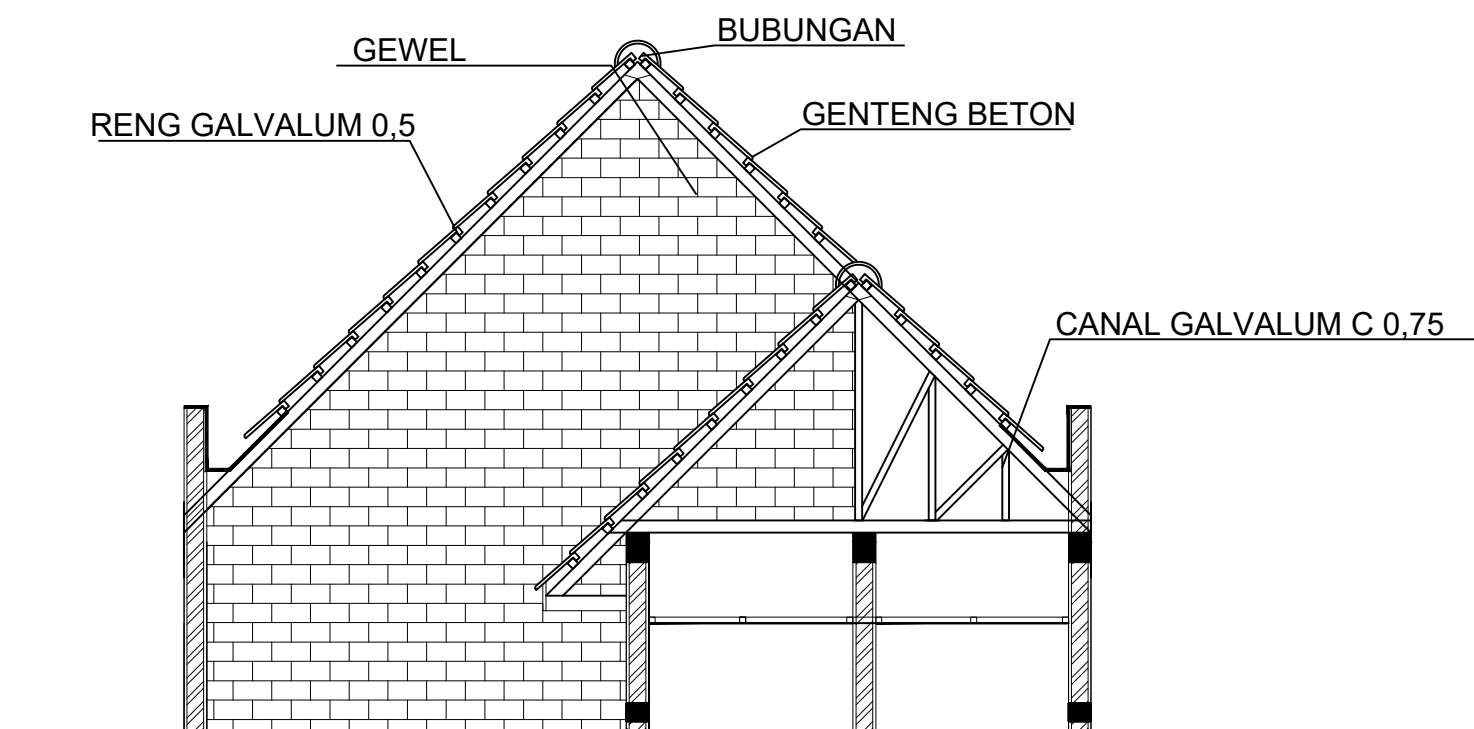 BUBUNGAN
GEWEL
GENTENG BETON
RENG GALVALUM 0,5
CANAL GALVALUM C 0,75